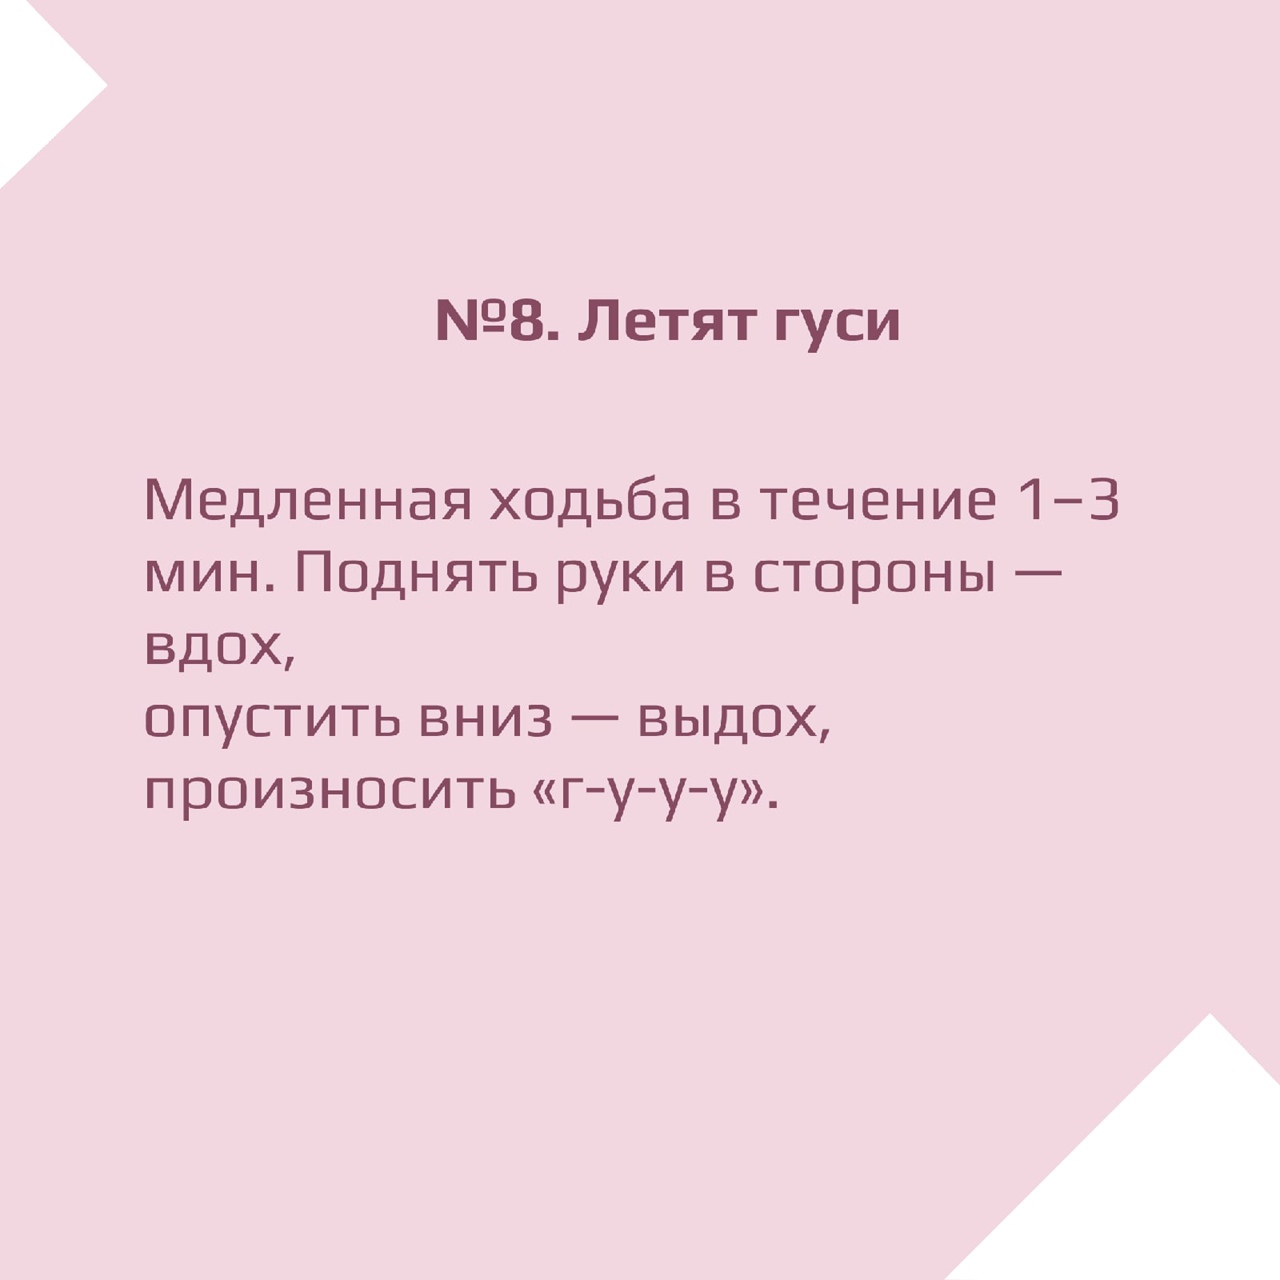 №8. Летят гуси
Медленная ходьба в течение 1–3
мин. Поднять руки в стороны —
вдох,
опустить вниз — выдох,
произносить «г-у-у-у».